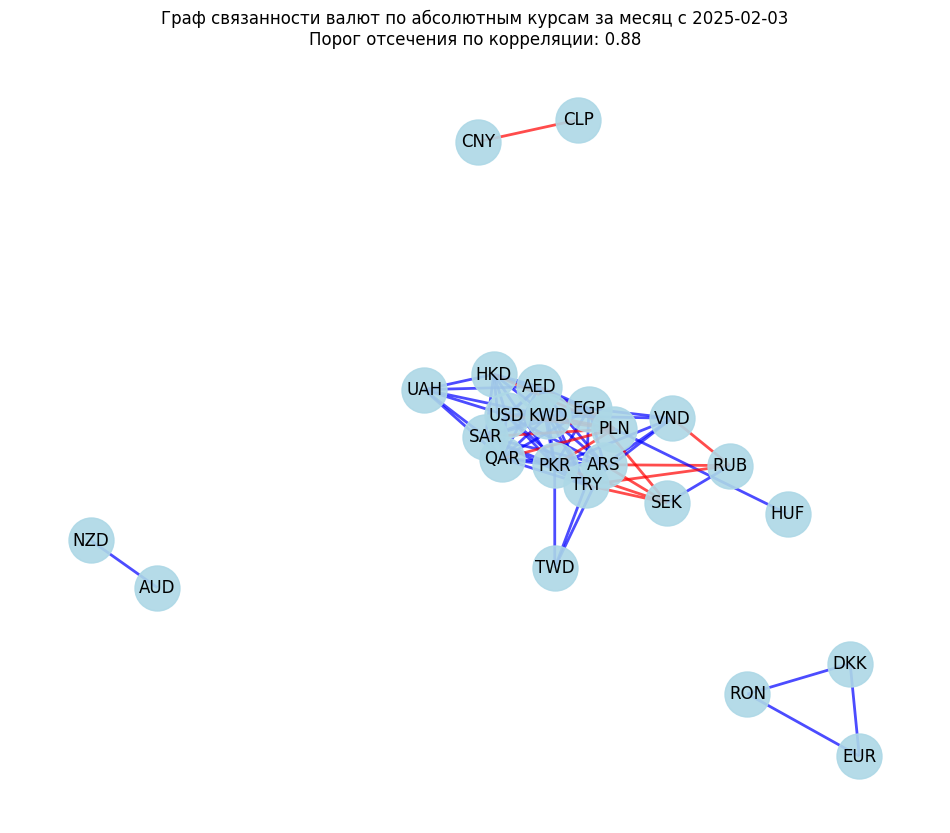 Граф связанности валют по абсолютным курсам за месяц с 2025-02-03
Порог отсечения по корреляции: 0.88
CLP
CNY
HKD
AED
UAH
EGP
USD
KWD
VND
PLN
SAR
QAR
PKR
ARS
RUB
TRY
SEK
HUF
NZD
TWD
AUD
DKK
RON
EUR